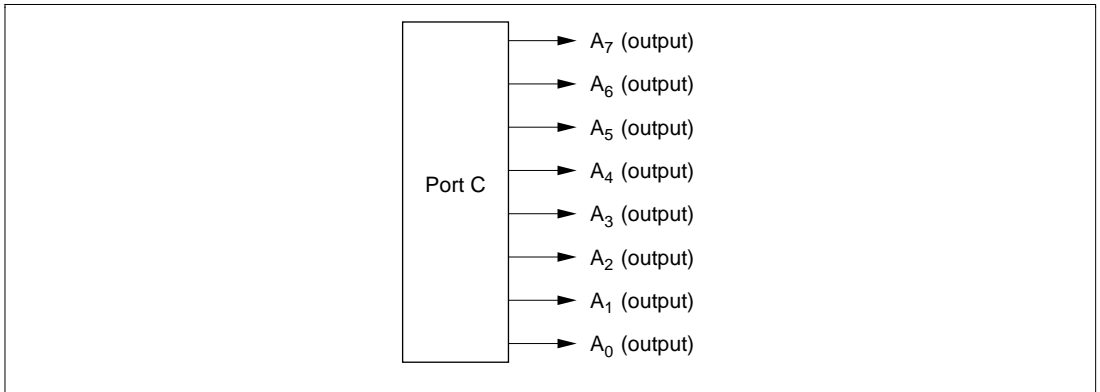 A7 (output)
A6 (output)
A5 (output)
A4 (output)
Port C
A3 (output)
A2 (output)
A1 (output)
A0 (output)